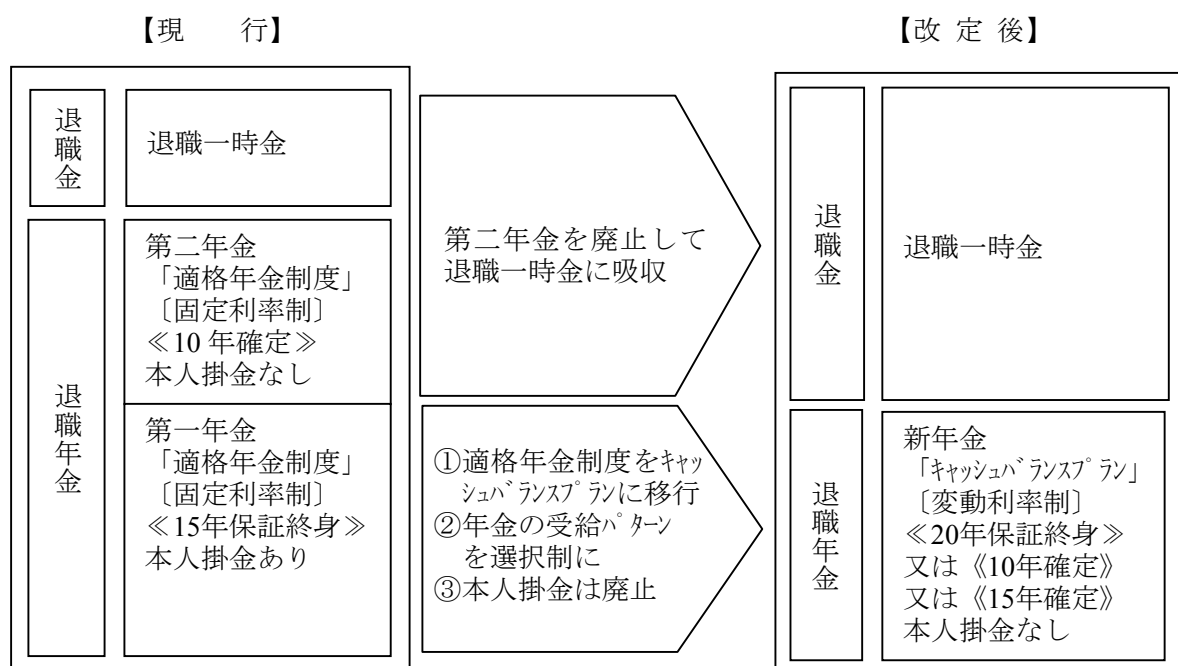 【現　　行】
【改 定 後】
退職金
退職一時金
退職年金
第二年金
「適格年金制度」
〔固定利率制〕
≪10 年確定≫
本人掛金なし
第一年金
「適格年金制度」
〔固定利率制〕
≪15年保証終身≫
本人掛金あり
第二年金を廃止して
退職一時金に吸収
①適格年金制度をｷｬｯ
ｼｭﾊﾞﾗﾝｽﾌﾟﾗﾝに移行
②年金の受給ﾊﾟﾀｰﾝ
を選択制に
③本人掛金は廃止
退職金
退職一時金
退職年金
新年金
「ｷｬｯｼｭﾊﾞﾗﾝｽﾌﾟﾗﾝ」
〔変動利率制〕
≪20年保証終身≫
又は《10年確定》
又は《15年確定》
本人掛金なし